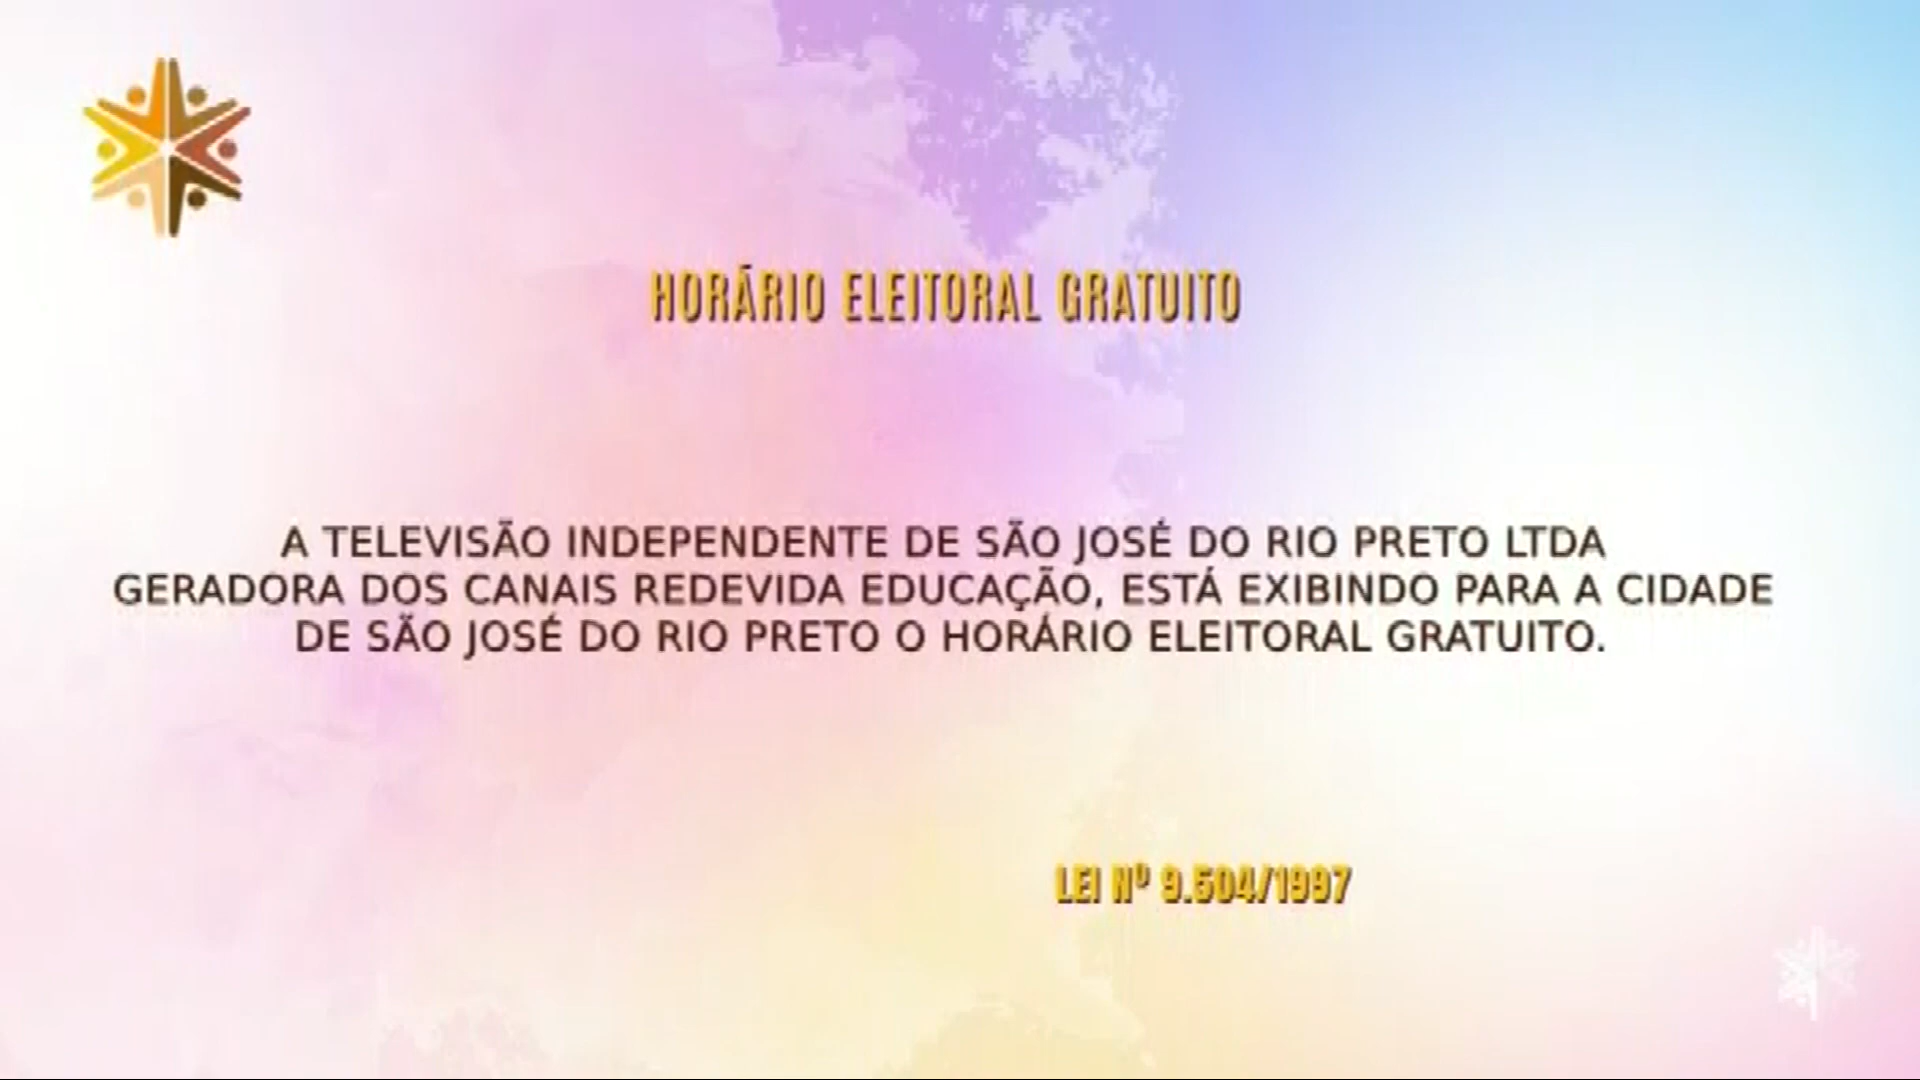 HORÁRIO ELEITORAL GRATUITO
A TELEVISÃO INDEPENDENTE DE SÃO JOSÉ DO RIO PRETO LTDA
GERADORA DOS CANAIS REDEVIDA EDUCAÇÃO, ESTÁ EXIBINDO PARA A CIDADE
DE SÃO JOSÉ DO RIO PRETO O HORÁRIO ELEITORAL GRATUITO.
LEI Nº 9.504/1997